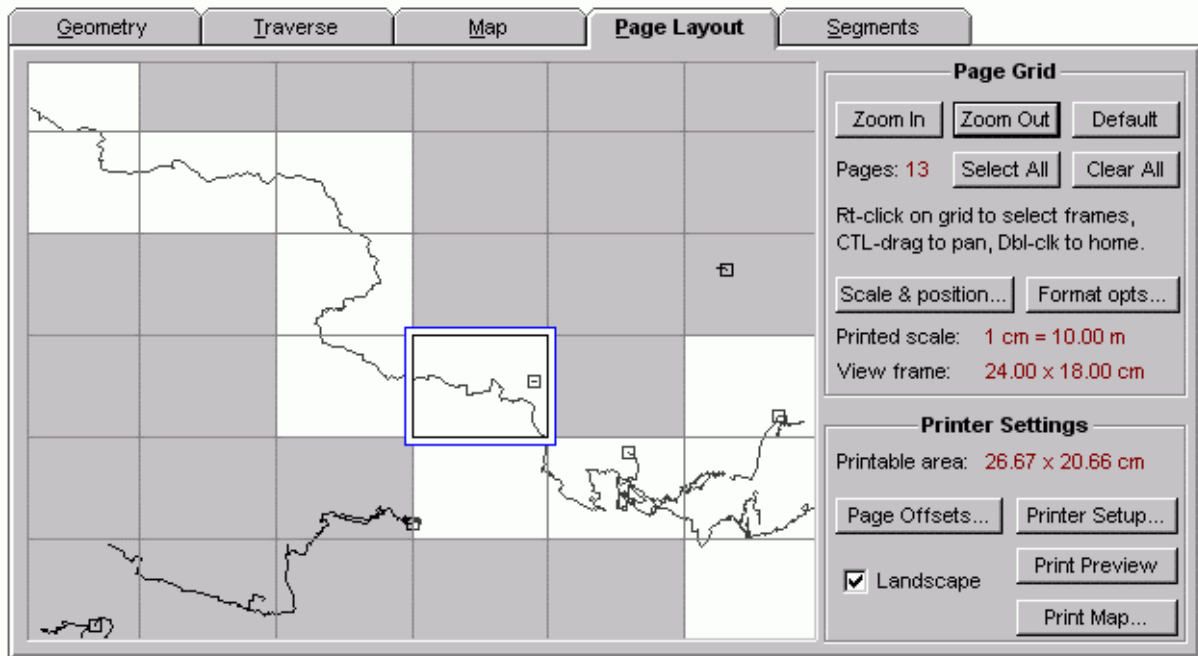 Geometry
Traverse
Map
Page Layout
Segments
Page Grid
Zoom In
Zoom Out
Default
Pages: 13
Select All
Clear All
Rt-click on grid to select frames,
CTL-drag to pan, Dbl-clk to home.
Scale & position...
Format opts...
Printed scale: 1 cm = 10.00 m
View frame: 24.00 x 18.00 cm
Printer Settings
Printable area: 26.67 x 20.66 cm
Page Offsets...
Printer Setup...
Landscape
Print Preview
Print Map...